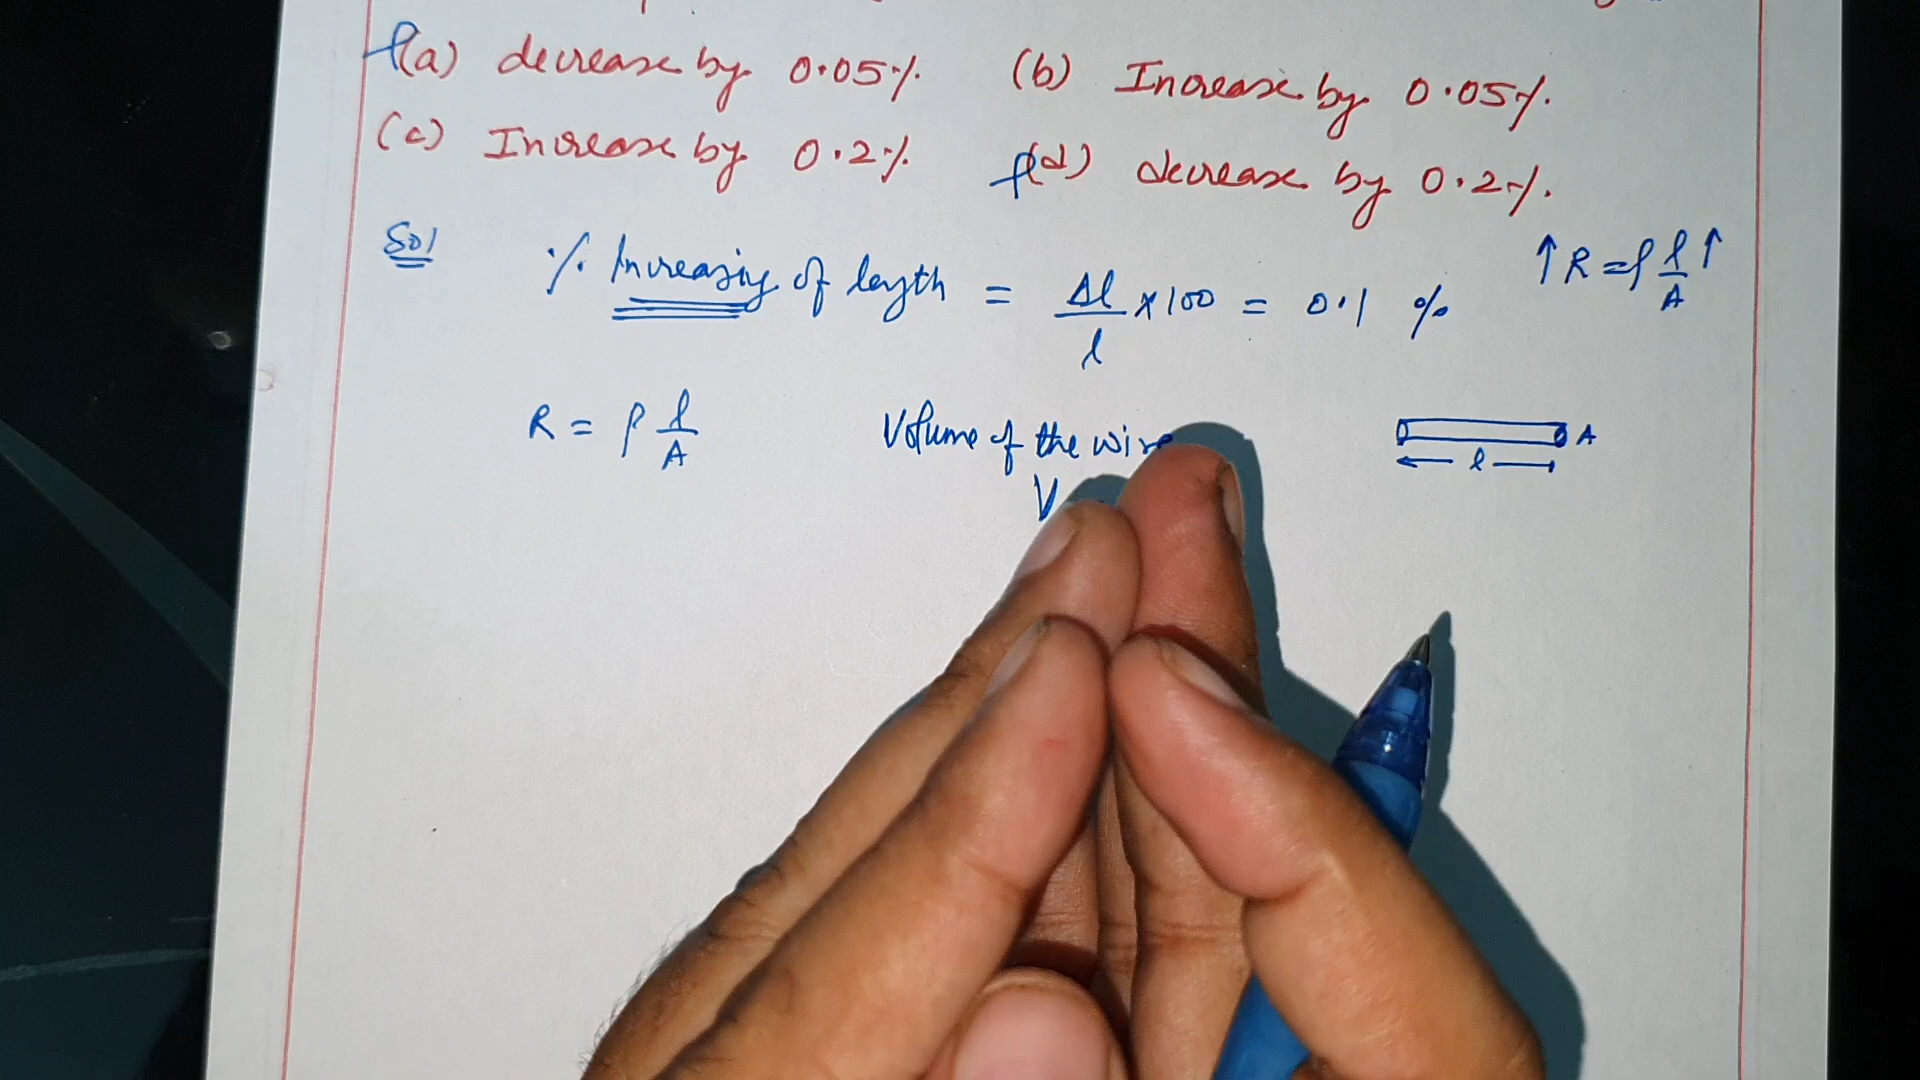 (a) decrease by 0.05% (b) Increase by 0.05%.
(c) Increase by 0.2% (d) decrease by 0.2%.
Sol
% Increasing of length = Δl/l × 100 = 0.1 %
↑ R = ρ l/A ↑
R = ρ l/A
Volume of the wire
V
A
l